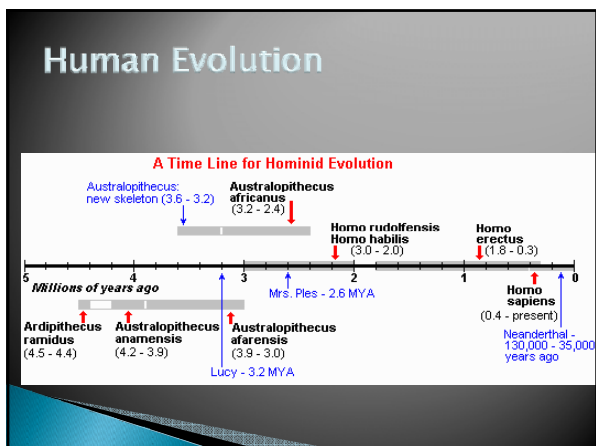 Human Evolution
A Time Line for Hominid Evolution
Australopithecus:
new skeleton (3.6 - 3.2)
Australopithecus
africanus
(3.2 - 2.4)
Homo rudolfensis
Homo habilis
(3.0 - 2.0)
Homo
erectus
(1.8 - 0.3)
5 4 3 2 1 0
Millions of years ago
Mrs. Ples - 2.6 MYA
Homo
sapiens
(0.4 - present)
Ardipithecus
ramidus
(4.5 - 4.4)
Australopithecus
anamensis
(4.2 - 3.9)
Australopithecus
afarensis
(3.9 - 3.0)
Neanderthal -
130,000 - 35,000
years ago
Lucy - 3.2 MYA